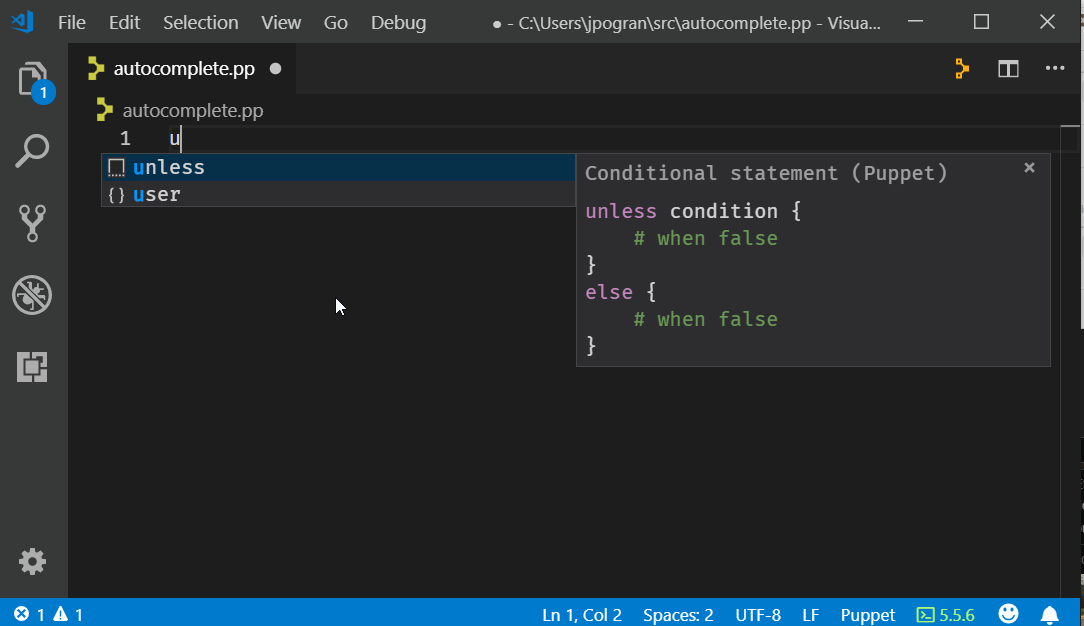 File Edit Selection View Go Debug ● - C:\Users\jpogran\src\autocomplete.pp - Visua...
autocomplete.pp
autocomplete.pp
1 u
unless
{} user
Conditional statement (Puppet)
unless condition {
# when false
}
else {
# when false
}
1
1 1 Ln 1, Col 2 Spaces: 2 UTF-8 LF Puppet 5.5.6